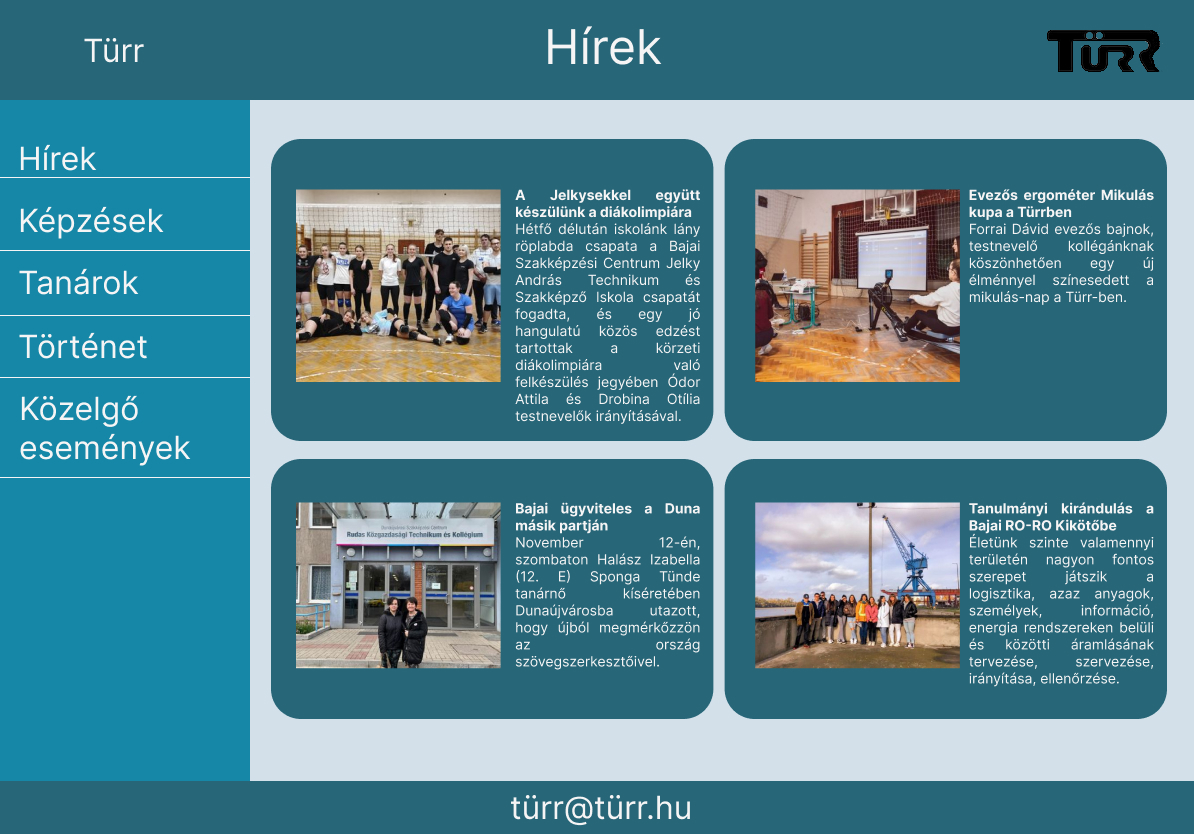 Türr
Hírek
TÜRR
Hírek
Képzések
Tanárok
Történet
Közelgő
események
A Jelkysekkel együtt
készülünk a diákolimpiára
Hétfő délután iskolánk lány
röplabda csapata a Bajai
Szakképzési Centrum Jelky
András Technikum és
Szakképző Iskola csapatát
fogadta, és egy jó
hangulatú közös edzést
tartottak a körzeti
diákolimpiára való
felkészülés jegyében Ódor
Attila és Drobina Otília
testnevelők irányításával.
Evezős ergométer Mikulás
kupa a Türrben
Forrai Dávid evezős bajnok,
testnevelő kollégánknak
köszönhetően egy új
élménnyel színesedett a
mikulás-nap a Türr-ben.
Rudas Közgazdasági Technikum és Kollégium
Bajai ügyviteles a Duna
másik partján
November 12-én,
szombaton Halász Izabella
(12. E) Sponga Tünde
tanárnő kíséretében
Dunaújvárosba utazott,
hogy újból megmérkőzzön
az ország
szövegszerkesztőivel.
Tanulmányi kirándulás a
Bajai RO-RO Kikötőbe
Életünk szinte valamennyi
területén nagyon fontos
szerepet játszik a
logisztika, azaz anyagok,
személyek, információ,
energia rendszereken belüli
és közötti áramlásának
tervezése, szervezése,
irányítása, ellenőrzése.
türr@türr.hu